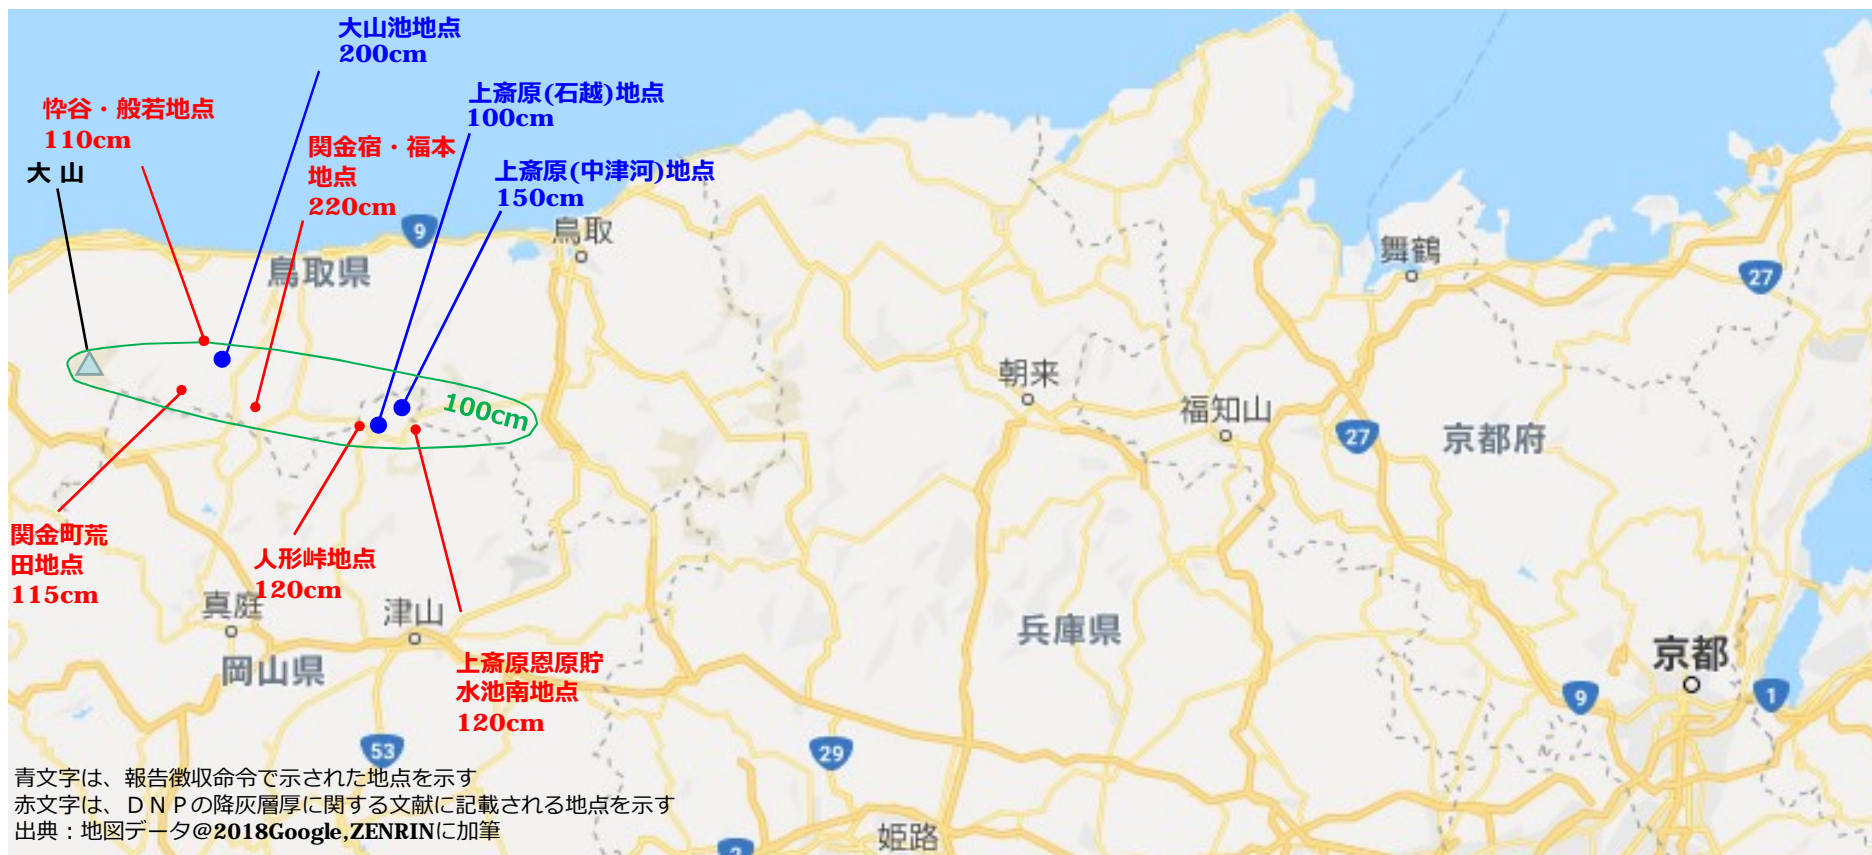 大山池地点
200cm
上斎原(石越)地点
100cm
忰谷・般若地点
110cm
関金宿・福本
地点
220cm
大 山
上斎原(中津河)地点
150cm
9
鳥取
鳥取県
舞鶴
27
朝来
100cm
福知山
27
京都府
関金町荒
田地点
115cm
人形峠地点
120cm
真庭
津山
兵庫県
岡山県
上斎原恩原貯
水池南地点
120cm
京都
9
1
53
29
青文字は、報告徴収命令で示された地点を示す
赤文字は、DNPの降灰層厚に関する文献に記載される地点を示す
出典:地図データ@2018Google,ZENRINに加筆
姫路
2